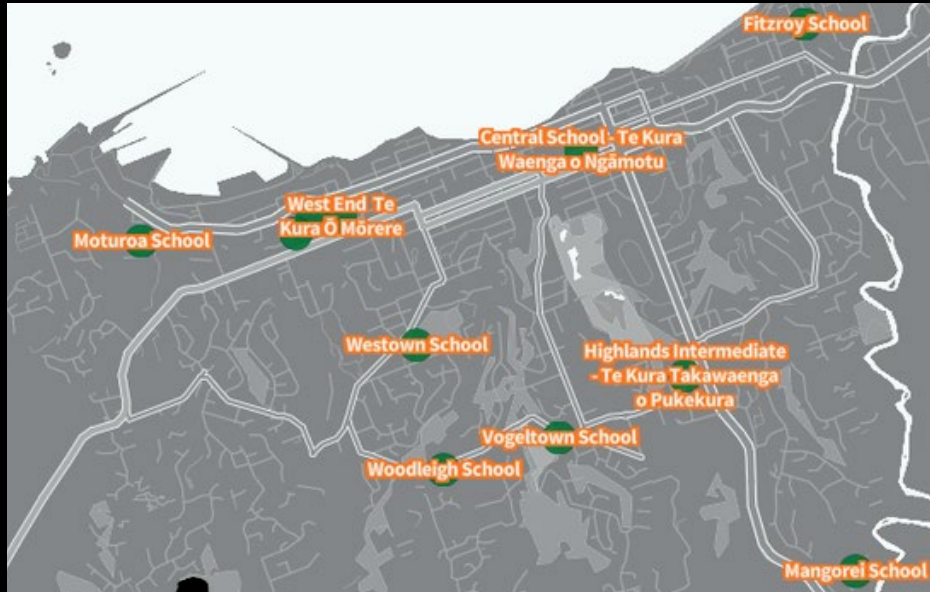 Fitzroy School
Central School - Te Kura
Waenga o Ngāmotu
West End Te
Kura Ō Mōrere
Moturoa School
Westown School
Highlands Intermediate
- Te Kura Takawaenga
o Pukekura
Vogeltown School
Woodleigh School
Mangorei School